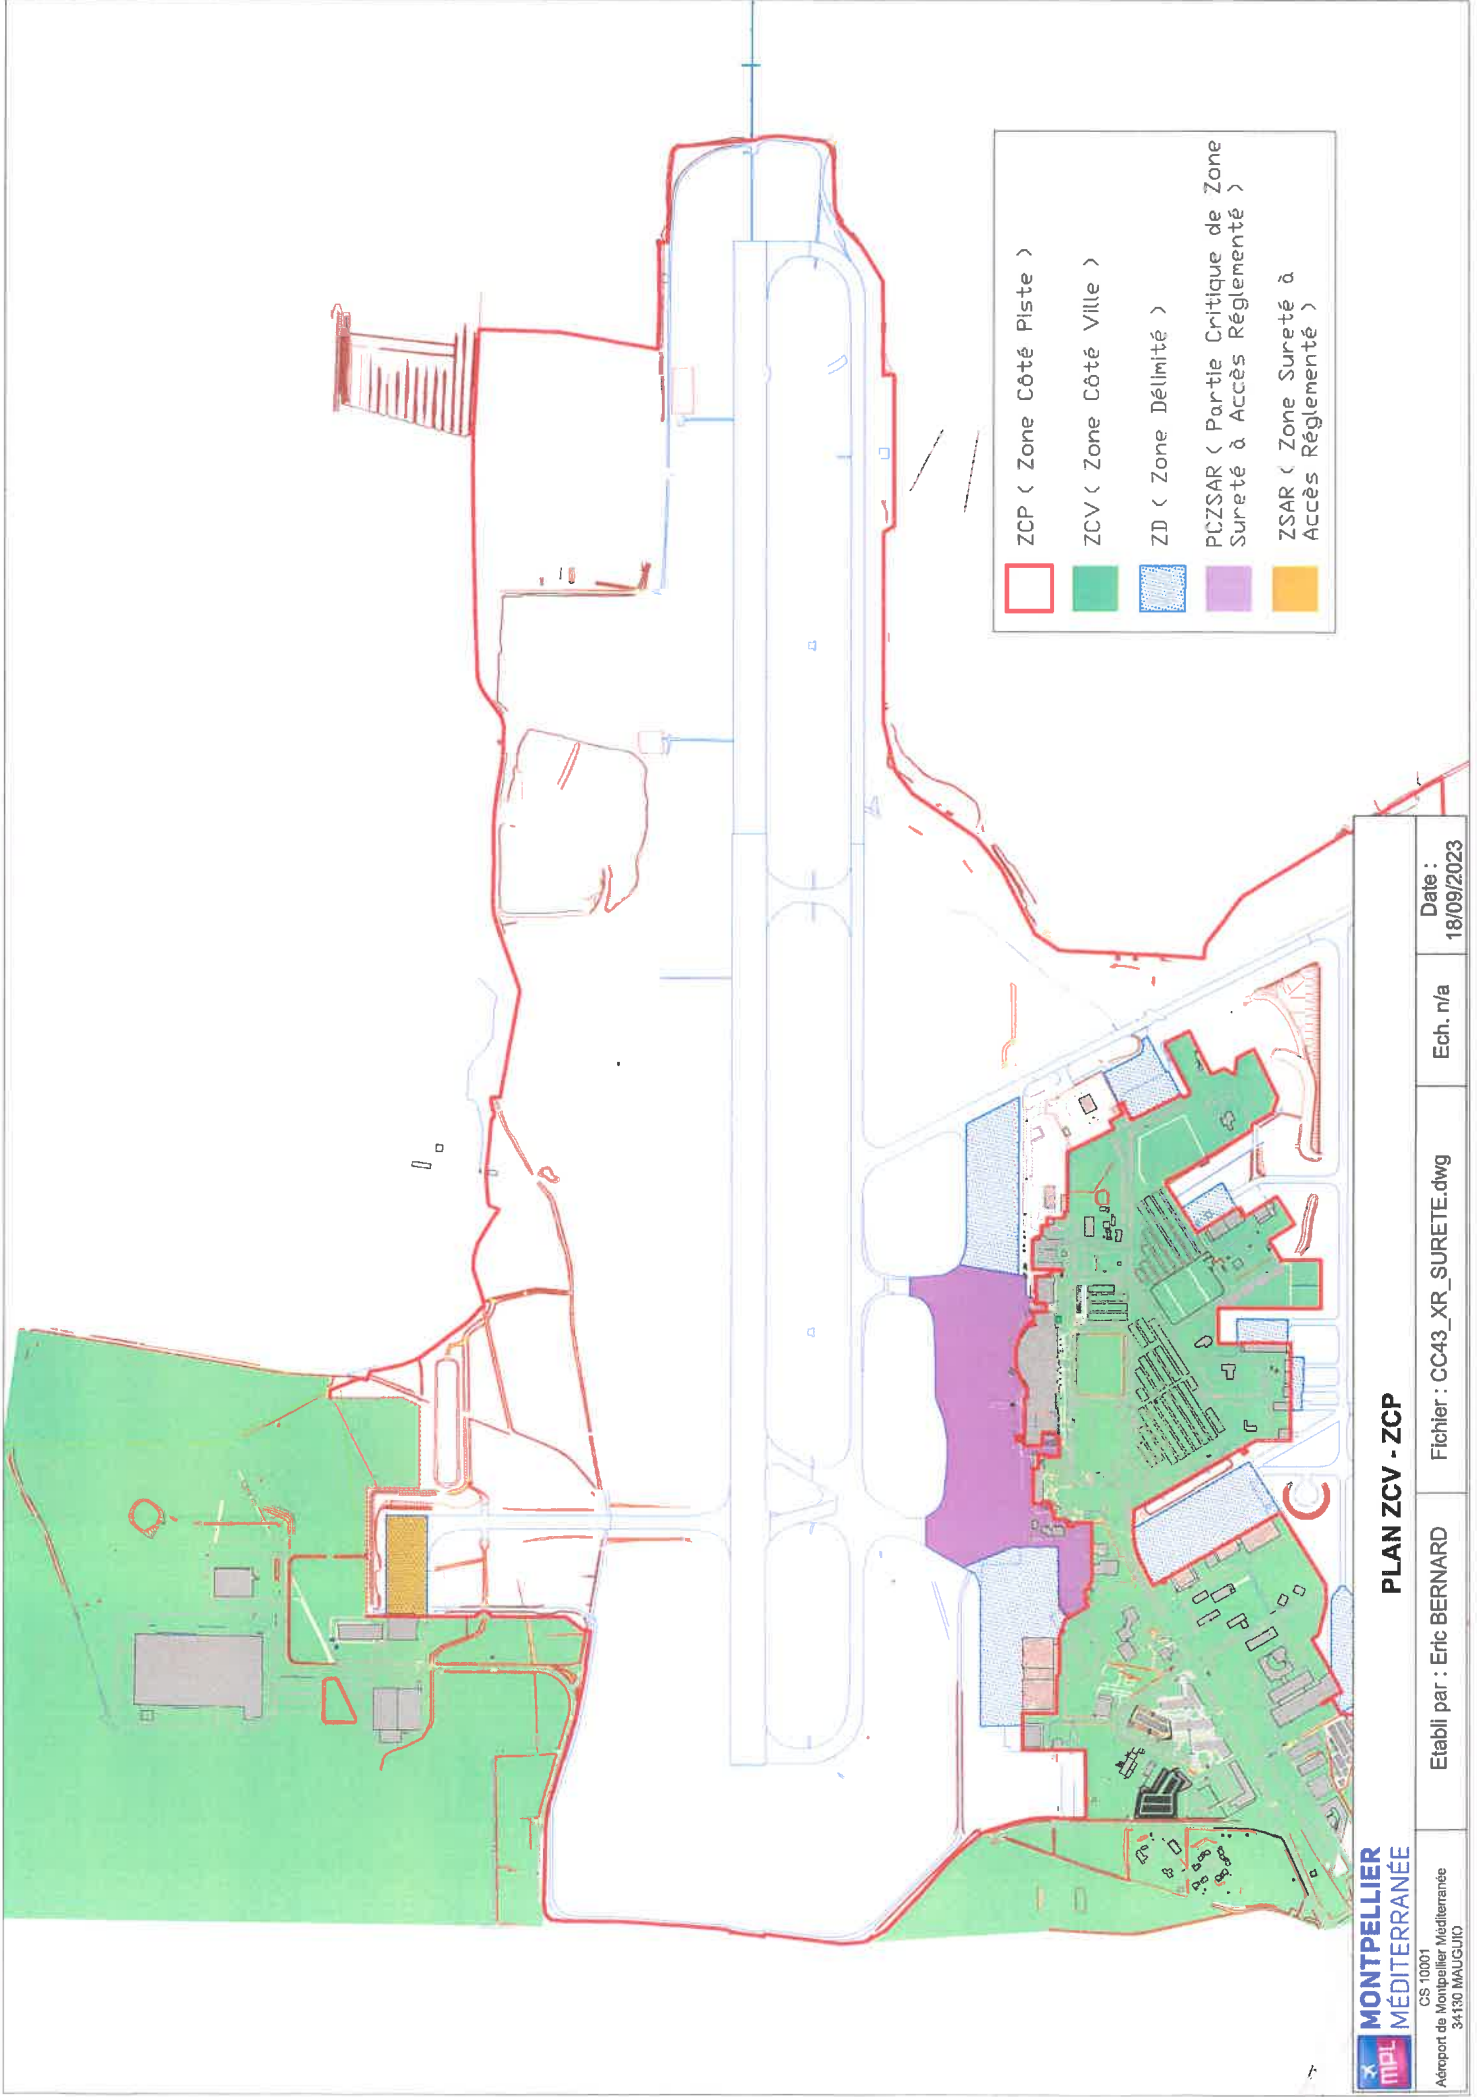 ZCP ( Zone Côté Piste )
ZCV ( Zone Côté Ville )
ZD ( Zone Délimité )
PCZSAR ( Partie Critique de Zone
Sureté à Accès Réglementé )
ZSAR ( Zone Sureté à
Accès Réglementé )
PLAN ZCV - ZCP
mpl
MONTPELLIER
MÉDITERRANÉE
CS 10001
Aéroport de Montpellier Méditerranée
34130 MAUGUIO
Etabli par : Eric BERNARD
Fichier : CC43_XR_SURETE.dwg
Ech. n/a
Date :
18/09/2023